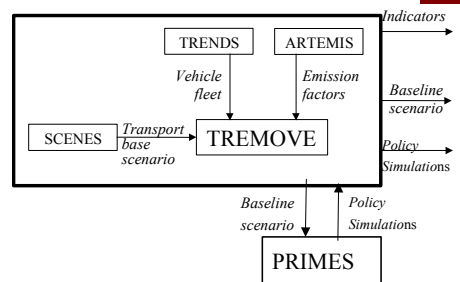 Indicators
TRENDS
ARTEMIS
Vehicle
fleet
Emission
factors
Baseline
scenario
SCENES
Transport
base
scenario
TREMOVE
Policy
Simulations
Baseline
scenario
Policy
Simulations
PRIMES